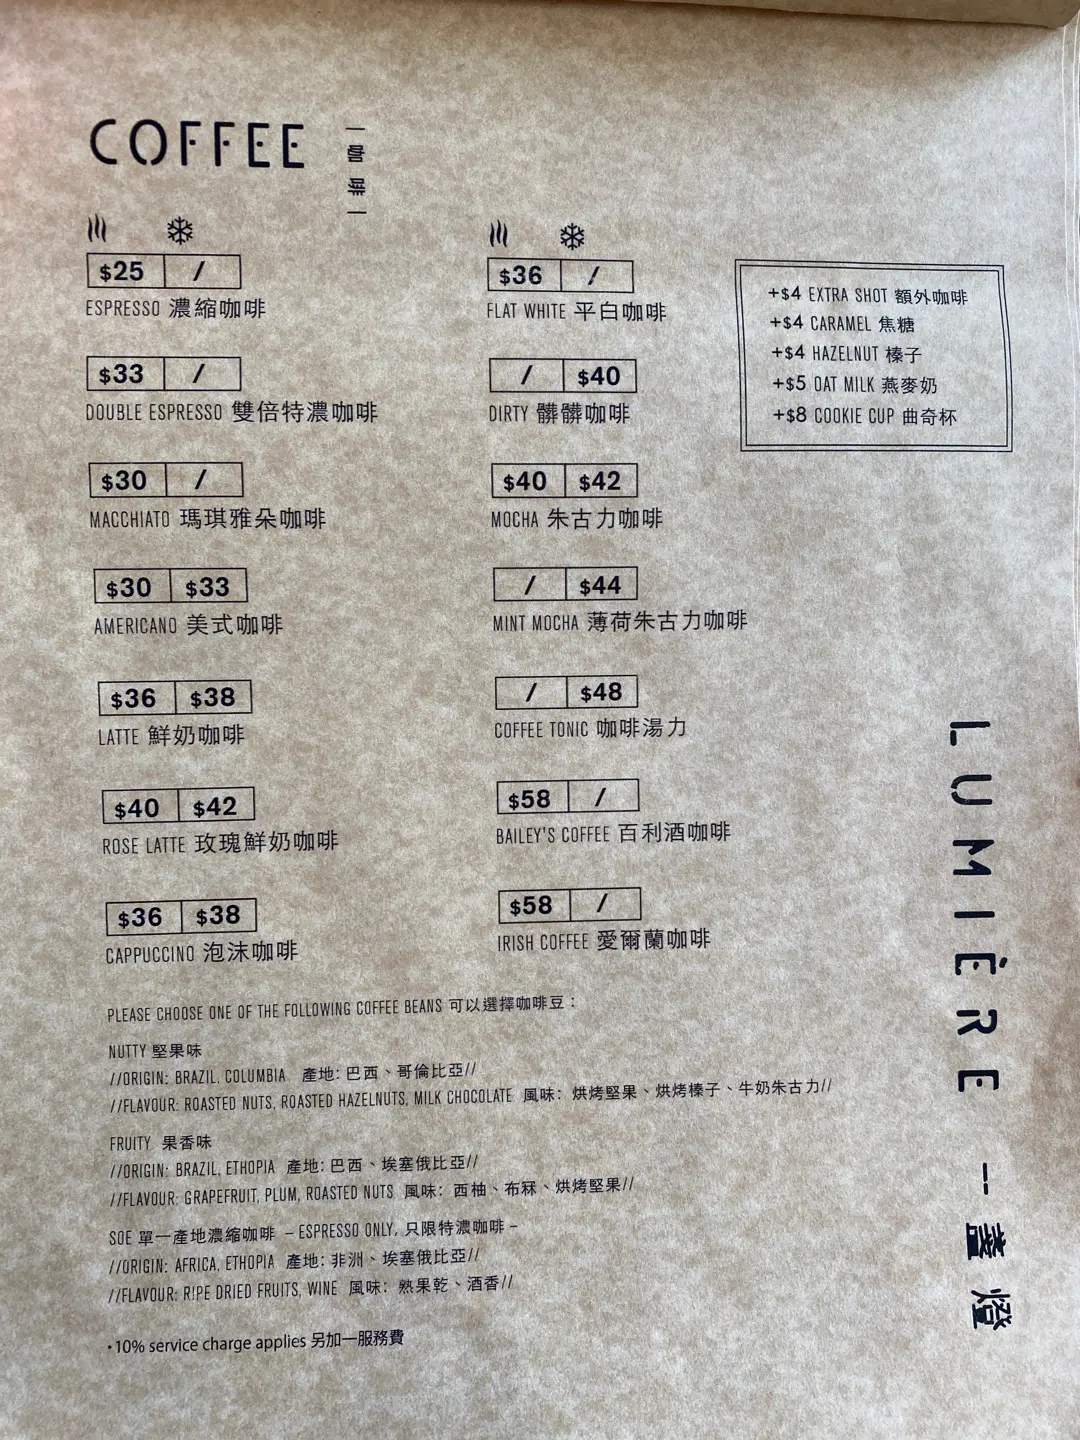 COFFEE
一咖啡一
$25 /
ESPRESSO 濃縮咖啡
$33 /
DOUBLE ESPRESSO 雙倍特濃咖啡
$30 /
MACCHIATO 瑪琪雅朵咖啡
$30 $33
AMERICANO 美式咖啡
$36 $38
LATTE 鮮奶咖啡
$40 $42
ROSE LATTE 玫瑰鮮奶咖啡
$36 $38
CAPPUCCINO 泡沫咖啡
$36 /
FLAT WHITE 平白咖啡
/ $40
DIRTY 髒髒咖啡
$40 $42
MOCHA 朱古力咖啡
/ $44
MINT MOCHA 薄荷朱古力咖啡
/ $48
COFFEE TONIC 咖啡湯力
$58 /
BAILEY'S COFFEE 百利酒咖啡
$58 /
IRISH COFFEE 愛爾蘭咖啡
+$4 EXTRA SHOT 額外咖啡
+$4 CARAMEL 焦糖
+$4 HAZELNUT 榛子
+$5 OAT MILK 燕麥奶
+$8 COOKIE CUP 曲奇杯
PLEASE CHOOSE ONE OF THE FOLLOWING COFFEE BEANS 可以選擇咖啡豆：
NUTTY 堅果味
//ORIGIN: BRAZIL, COLUMBIA 產地: 巴西、哥倫比亞//
//FLAVOUR: ROASTED NUTS, ROASTED HAZELNUTS, MILK CHOCOLATE 風味: 烘烤堅果、烘烤榛子、牛奶朱古力//
FRUITY 果香味
//ORIGIN: BRAZIL, ETHOPIA 產地: 巴西、埃塞俄比亞//
//FLAVOUR: GRAPEFRUIT, PLUM, ROASTED NUTS 風味: 西柚、布冧、烘烤堅果//
SOE 單一產地濃縮咖啡 – ESPRESSO ONLY, 只限特濃咖啡 –
//ORIGIN: AFRICA, ETHOPIA 產地: 非洲、埃塞俄比亞//
//FLAVOUR: RIPE DRIED FRUITS, WINE 風味: 熟果乾、酒香//
•10% service charge applies 另加一服務費
LUMIÈRE 一盞燈